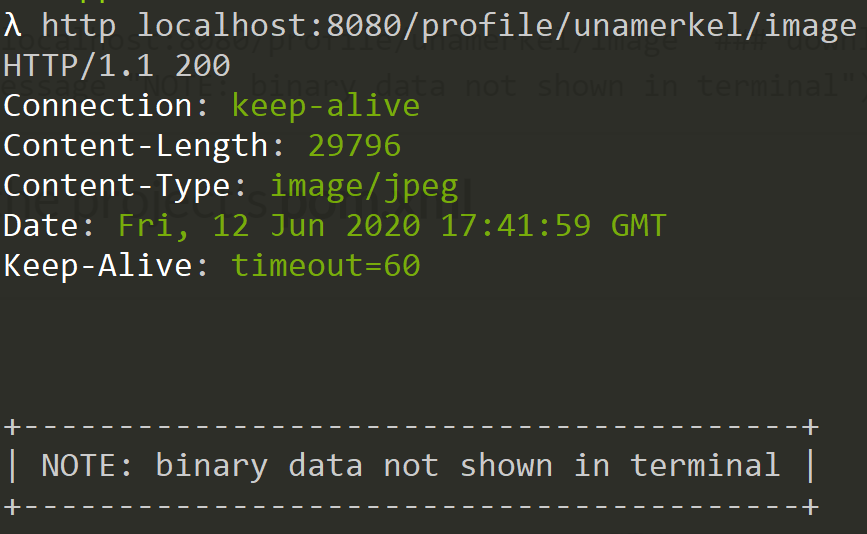 λ http localhost:8080/profile/unamerkel/image
HTTP/1.1 200
Connection: keep-alive
Content-Length: 29796
Content-Type: image/jpeg
Date: Fri, 12 Jun 2020 17:41:59 GMT
Keep-Alive: timeout=60
+-----------------------------------------+
| NOTE: binary data not shown in terminal |
+-----------------------------------------+